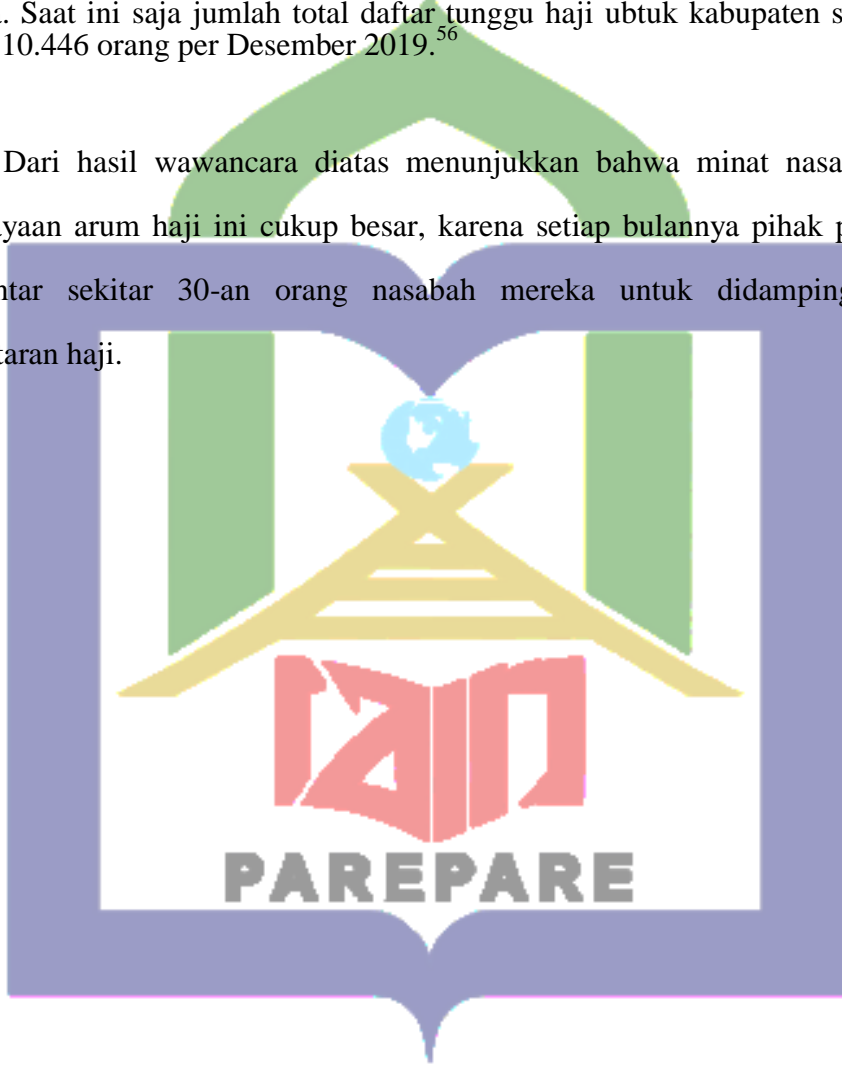 . Saat ini saja jumlah total daftar tunggu haji ubtuk kabupaten s
10.446 orang per Desember 2019.56
Dari hasil wawancara diatas menunjukkan bahwa minat nasa
yaan arum haji ini cukup besar, karena setiap bulannya pihak p
ntar sekitar 30-an orang nasabah mereka untuk didamping
taran haji.
iain
PAREPARE